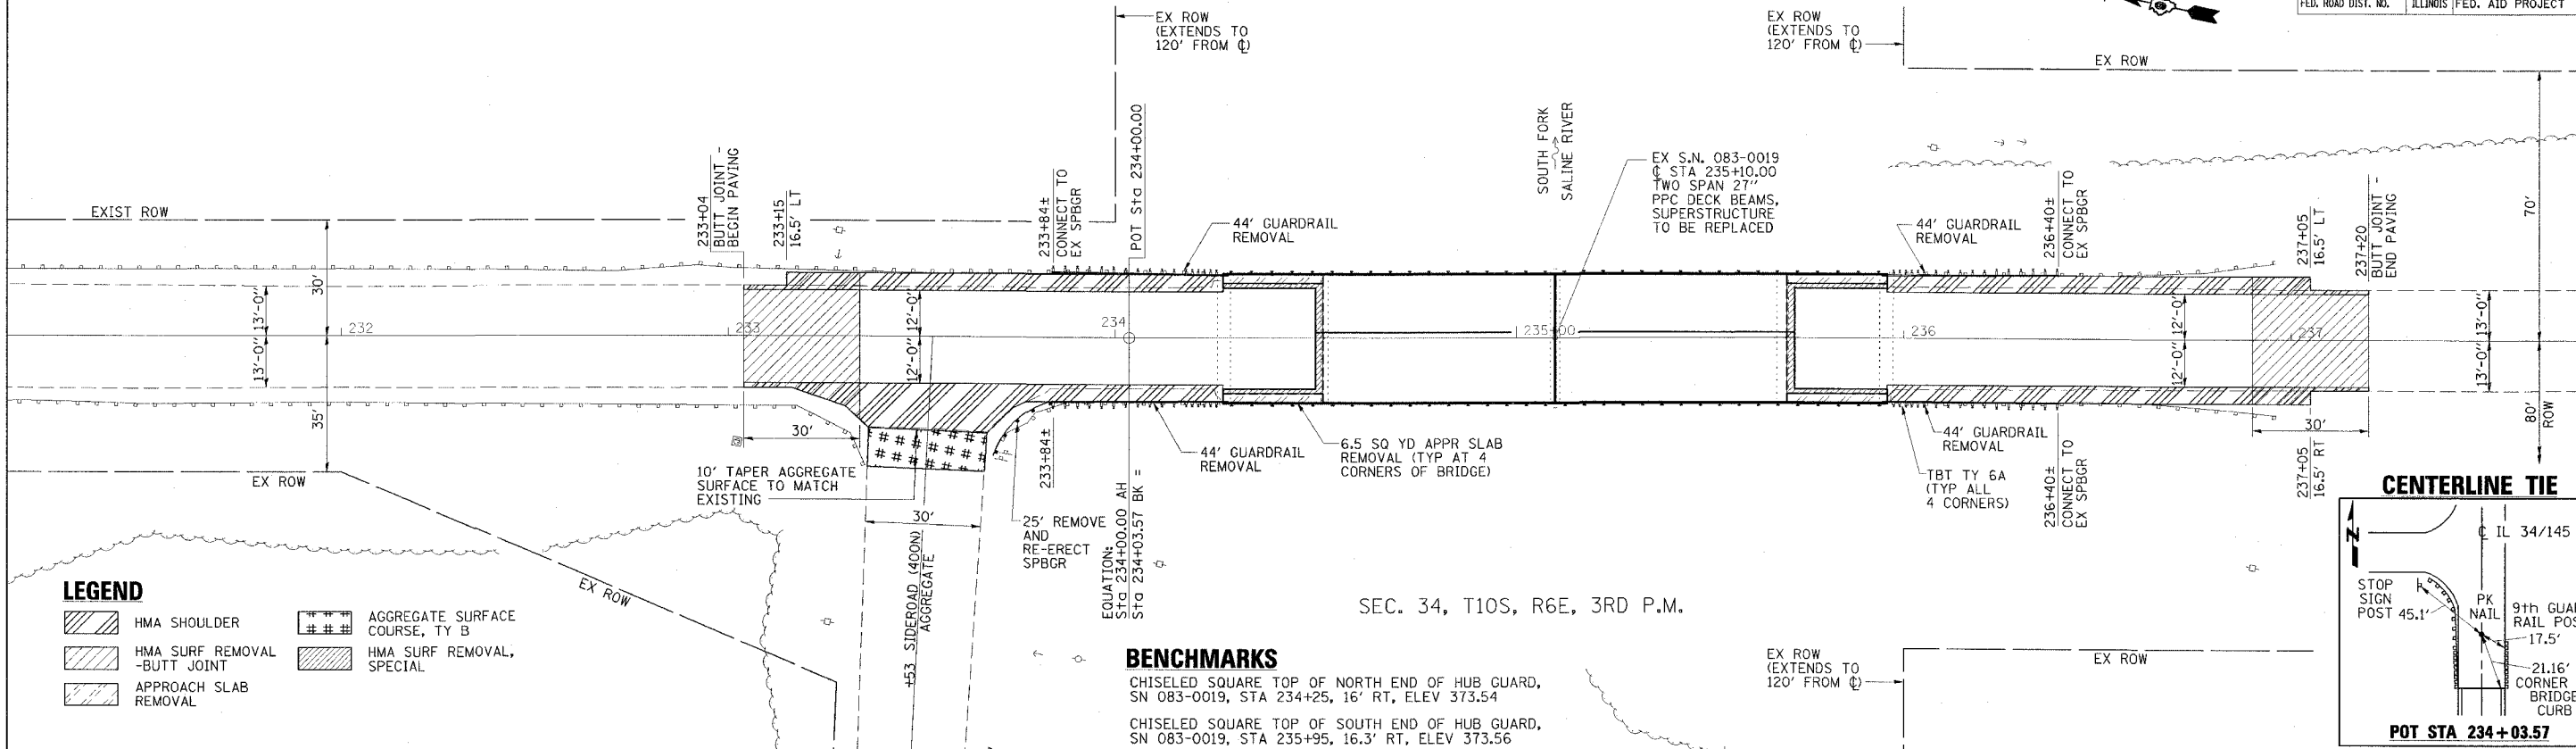 FED. ROAD DIST. NO. ILLINOIS FED. AID PROJECT
EX ROW
(EXTENDS TO
120' FROM ℄)
EX ROW
(EXTENDS TO
120' FROM ℄)
EX ROW
EXIST ROW
233+04
BUTT JOINT -
BEGIN PAVING
233+15
16.5' LT
233+84±
CONNECT TO
EX SPBGR
POT Sta 234+00.00
44' GUARDRAIL
REMOVAL
SOUTH FORK
SALINE RIVER
EX S.N. 083-0019
℄ STA 235+10.00
TWO SPAN 27"
PPC DECK BEAMS,
SUPERSTRUCTURE
TO BE REPLACED
44' GUARDRAIL
REMOVAL
236+40±
CONNECT TO
EX SPBGR
237+05
16.5' LT
237+20
BUTT JOINT -
END PAVING
70'
30'
13'-0"
13'-0"
35'
232
233
12'-0"
12'-0"
234
235+00
236
12'-0"
12'-0"
237
13'-0"
13'-0"
80'
ROW
30'
30'
EX ROW
10' TAPER AGGREGATE
SURFACE TO MATCH
EXISTING
30'
25' REMOVE
AND
RE-ERECT
SPBGR
233+84±
EQUATION:
Sta 234+00.00 AH
Sta 234+03.57 BK =
44' GUARDRAIL
REMOVAL
6.5 SQ YD APPR SLAB
REMOVAL (TYP AT 4
CORNERS OF BRIDGE)
TBT TY 6A
(TYP ALL
4 CORNERS)
44' GUARDRAIL
REMOVAL
236+40±
CONNECT TO
EX SPBGR
237+05
16.5' RT
EX ROW
+53 SIDEROAD (400N)
AGGREGATE
LEGEND
HMA SHOULDER
HMA SURF REMOVAL
-BUTT JOINT
APPROACH SLAB
REMOVAL
AGGREGATE SURFACE
COURSE, TY B
HMA SURF REMOVAL,
SPECIAL
SEC. 34, T10S, R6E, 3RD P.M.
BENCHMARKS
CHISELED SQUARE TOP OF NORTH END OF HUB GUARD,
SN 083-0019, STA 234+25, 16' RT, ELEV 373.54
CHISELED SQUARE TOP OF SOUTH END OF HUB GUARD,
SN 083-0019, STA 235+95, 16.3' RT, ELEV 373.56
EX ROW
(EXTENDS TO
120' FROM ℄)
EX ROW
CENTERLINE TIE
N
℄ IL 34/145
STOP
SIGN
POST 45.1'
PK
NAIL
9th GUA
RAIL POS
17.5'
21.16'
CORNER
BRIDGE
CURB
POT STA 234+03.57